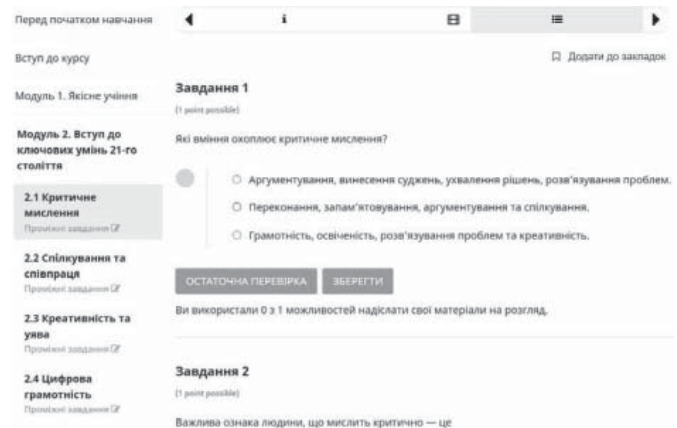 Перед початком навчання
Вступ до курсу
Модуль 1. Якісне учіння
Модуль 2. Вступ до
ключових умінь 21-го
століття
2.1 Критичне
мислення
Проміжні завдання
2.2 Спілкування та
співпраця
Проміжні завдання
2.3 Креативність та
уява
Проміжні завдання
2.4 Цифрова
грамотність
Проміжні завдання
i
Додати до закладок
Завдання 1
(1 point possible)
Які вміння охоплює критичне мислення?
Аргументування, винесення суджень, ухвалення рішень, розв'язування проблем.
Переконання, запам'ятовування, аргументування та спілкування.
Грамотність, освіченість, розв'язування проблем та креативність.
ОСТАТОЧНА ПЕРЕВІРКА ЗБЕРЕГТИ
Ви використали 0 з 1 можливостей надіслати свої матеріали на розгляд.
Завдання 2
(1 point possible)
Важлива ознака людини, що мислить критично — це